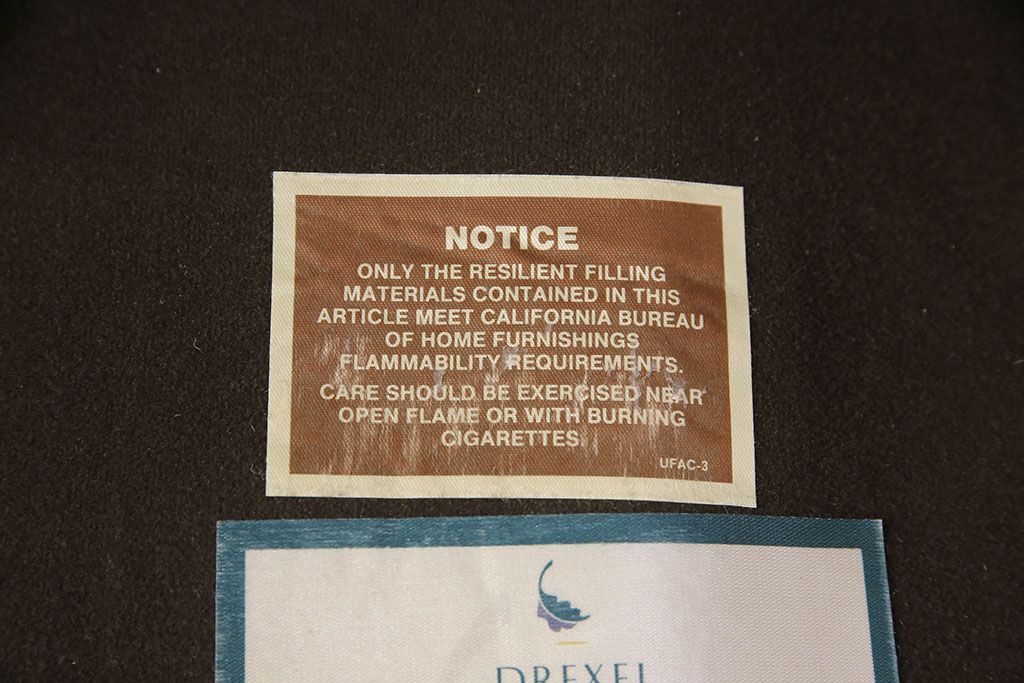 NOTICE
ONLY THE RESILIENT FILLING
MATERIALS CONTAINED IN THIS
ARTICLE MEET CALIFORNIA BUREAU
OF HOME FURNISHINGS
FLAMMABILITY REQUIREMENTS.
CARE SHOULD BE EXERCISED NEAR
OPEN FLAME OR WITH BURNING
CIGARETTES
UFAC-3
DREXEL